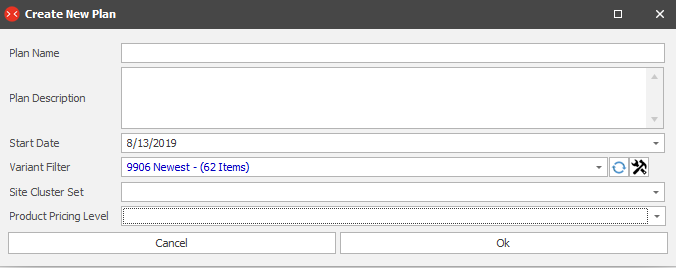 Create New Plan
Plan Name
Plan Description
Start Date 8/13/2019
Variant Filter 9906 Newest - (62 Items)
Site Cluster Set
Product Pricing Level
Cancel Ok